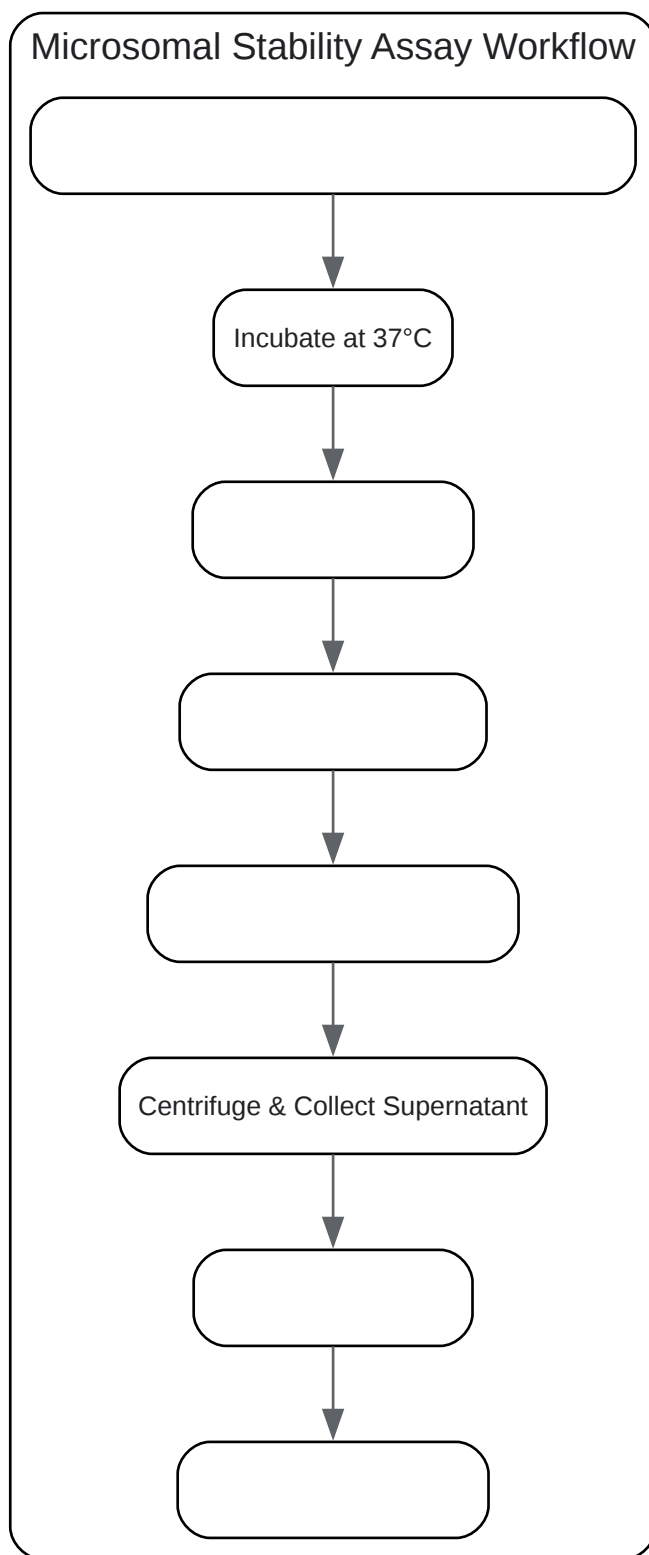 Microsomal Stability Assay Workflow
Incubate at 37°C
Centrifuge & Collect Supernatant